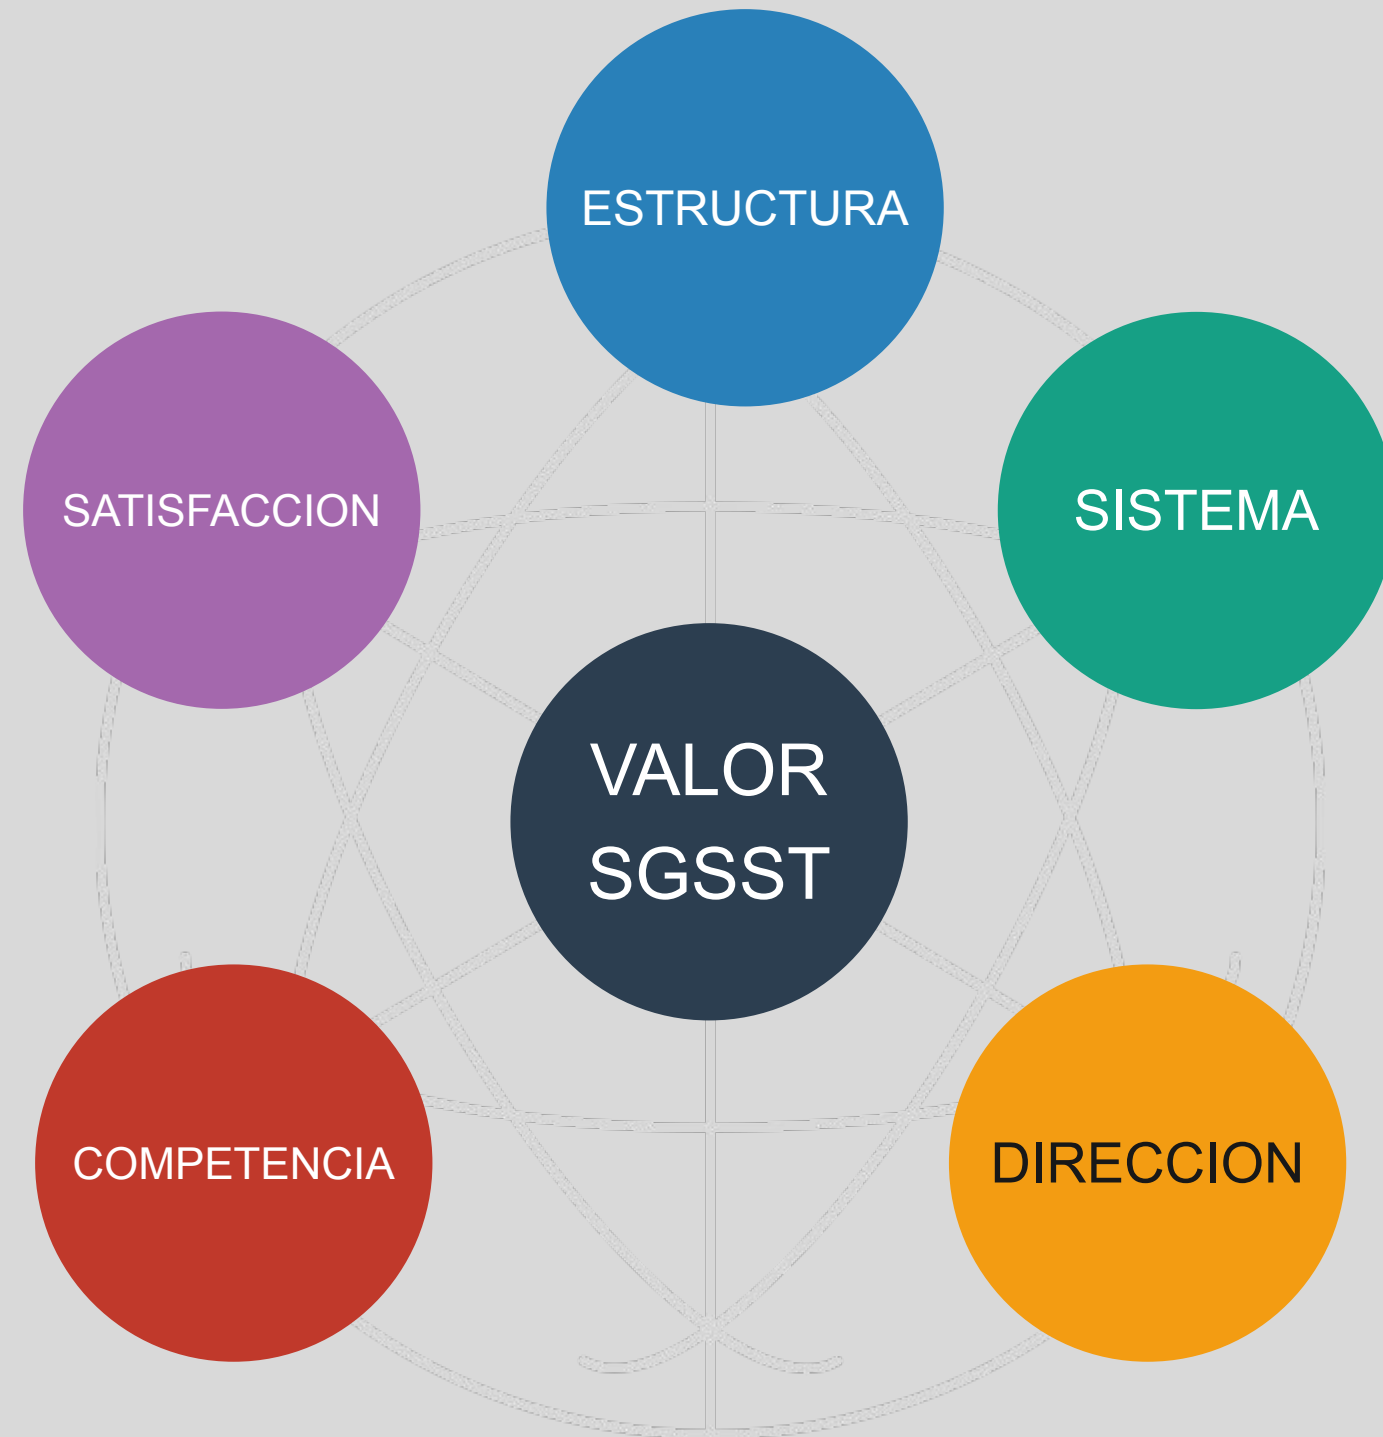 ESTRUCTURA
SATISFACCION
SISTEMA
VALOR
SGSST
COMPETENCIA
DIRECCION